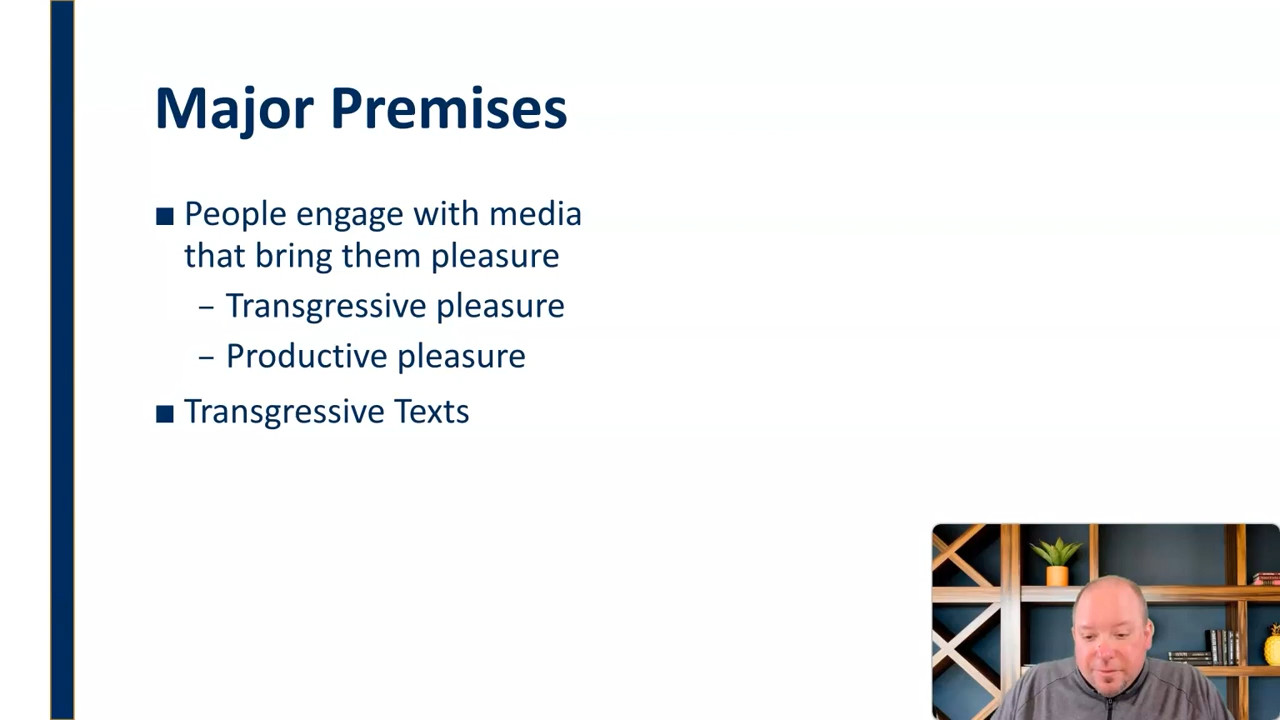 Major Premises
■ People engage with media
that bring them pleasure
– Transgressive pleasure
– Productive pleasure
■ Transgressive Texts